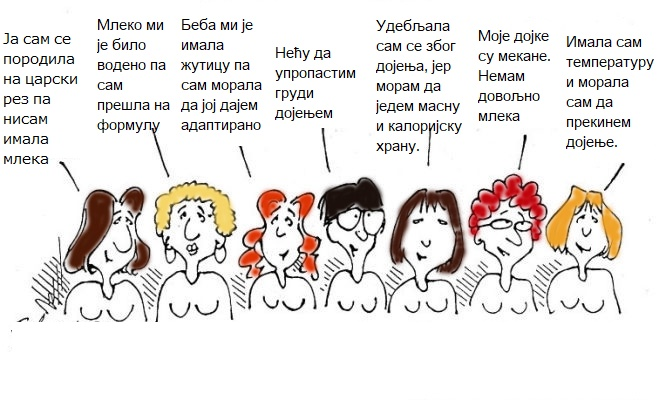 Ја сам се
породила
на царски
рез па
нисам
имала
млека
Млеко ми
је било
водено па
сам
прешла на
формулу
Беба ми је
имала
жутицу па
сам морала
да јој дајем
адаптирано
Нећу да
упропастим
груди
дојењем
Удебљала
сам се због
дојења, јер
морам да
једем масну
и калоријску
храну.
Моје дојке
су мекане.
Немам
довољно
млека
Имала сам
температуру
и морала
сам да
прекинем
дојење.